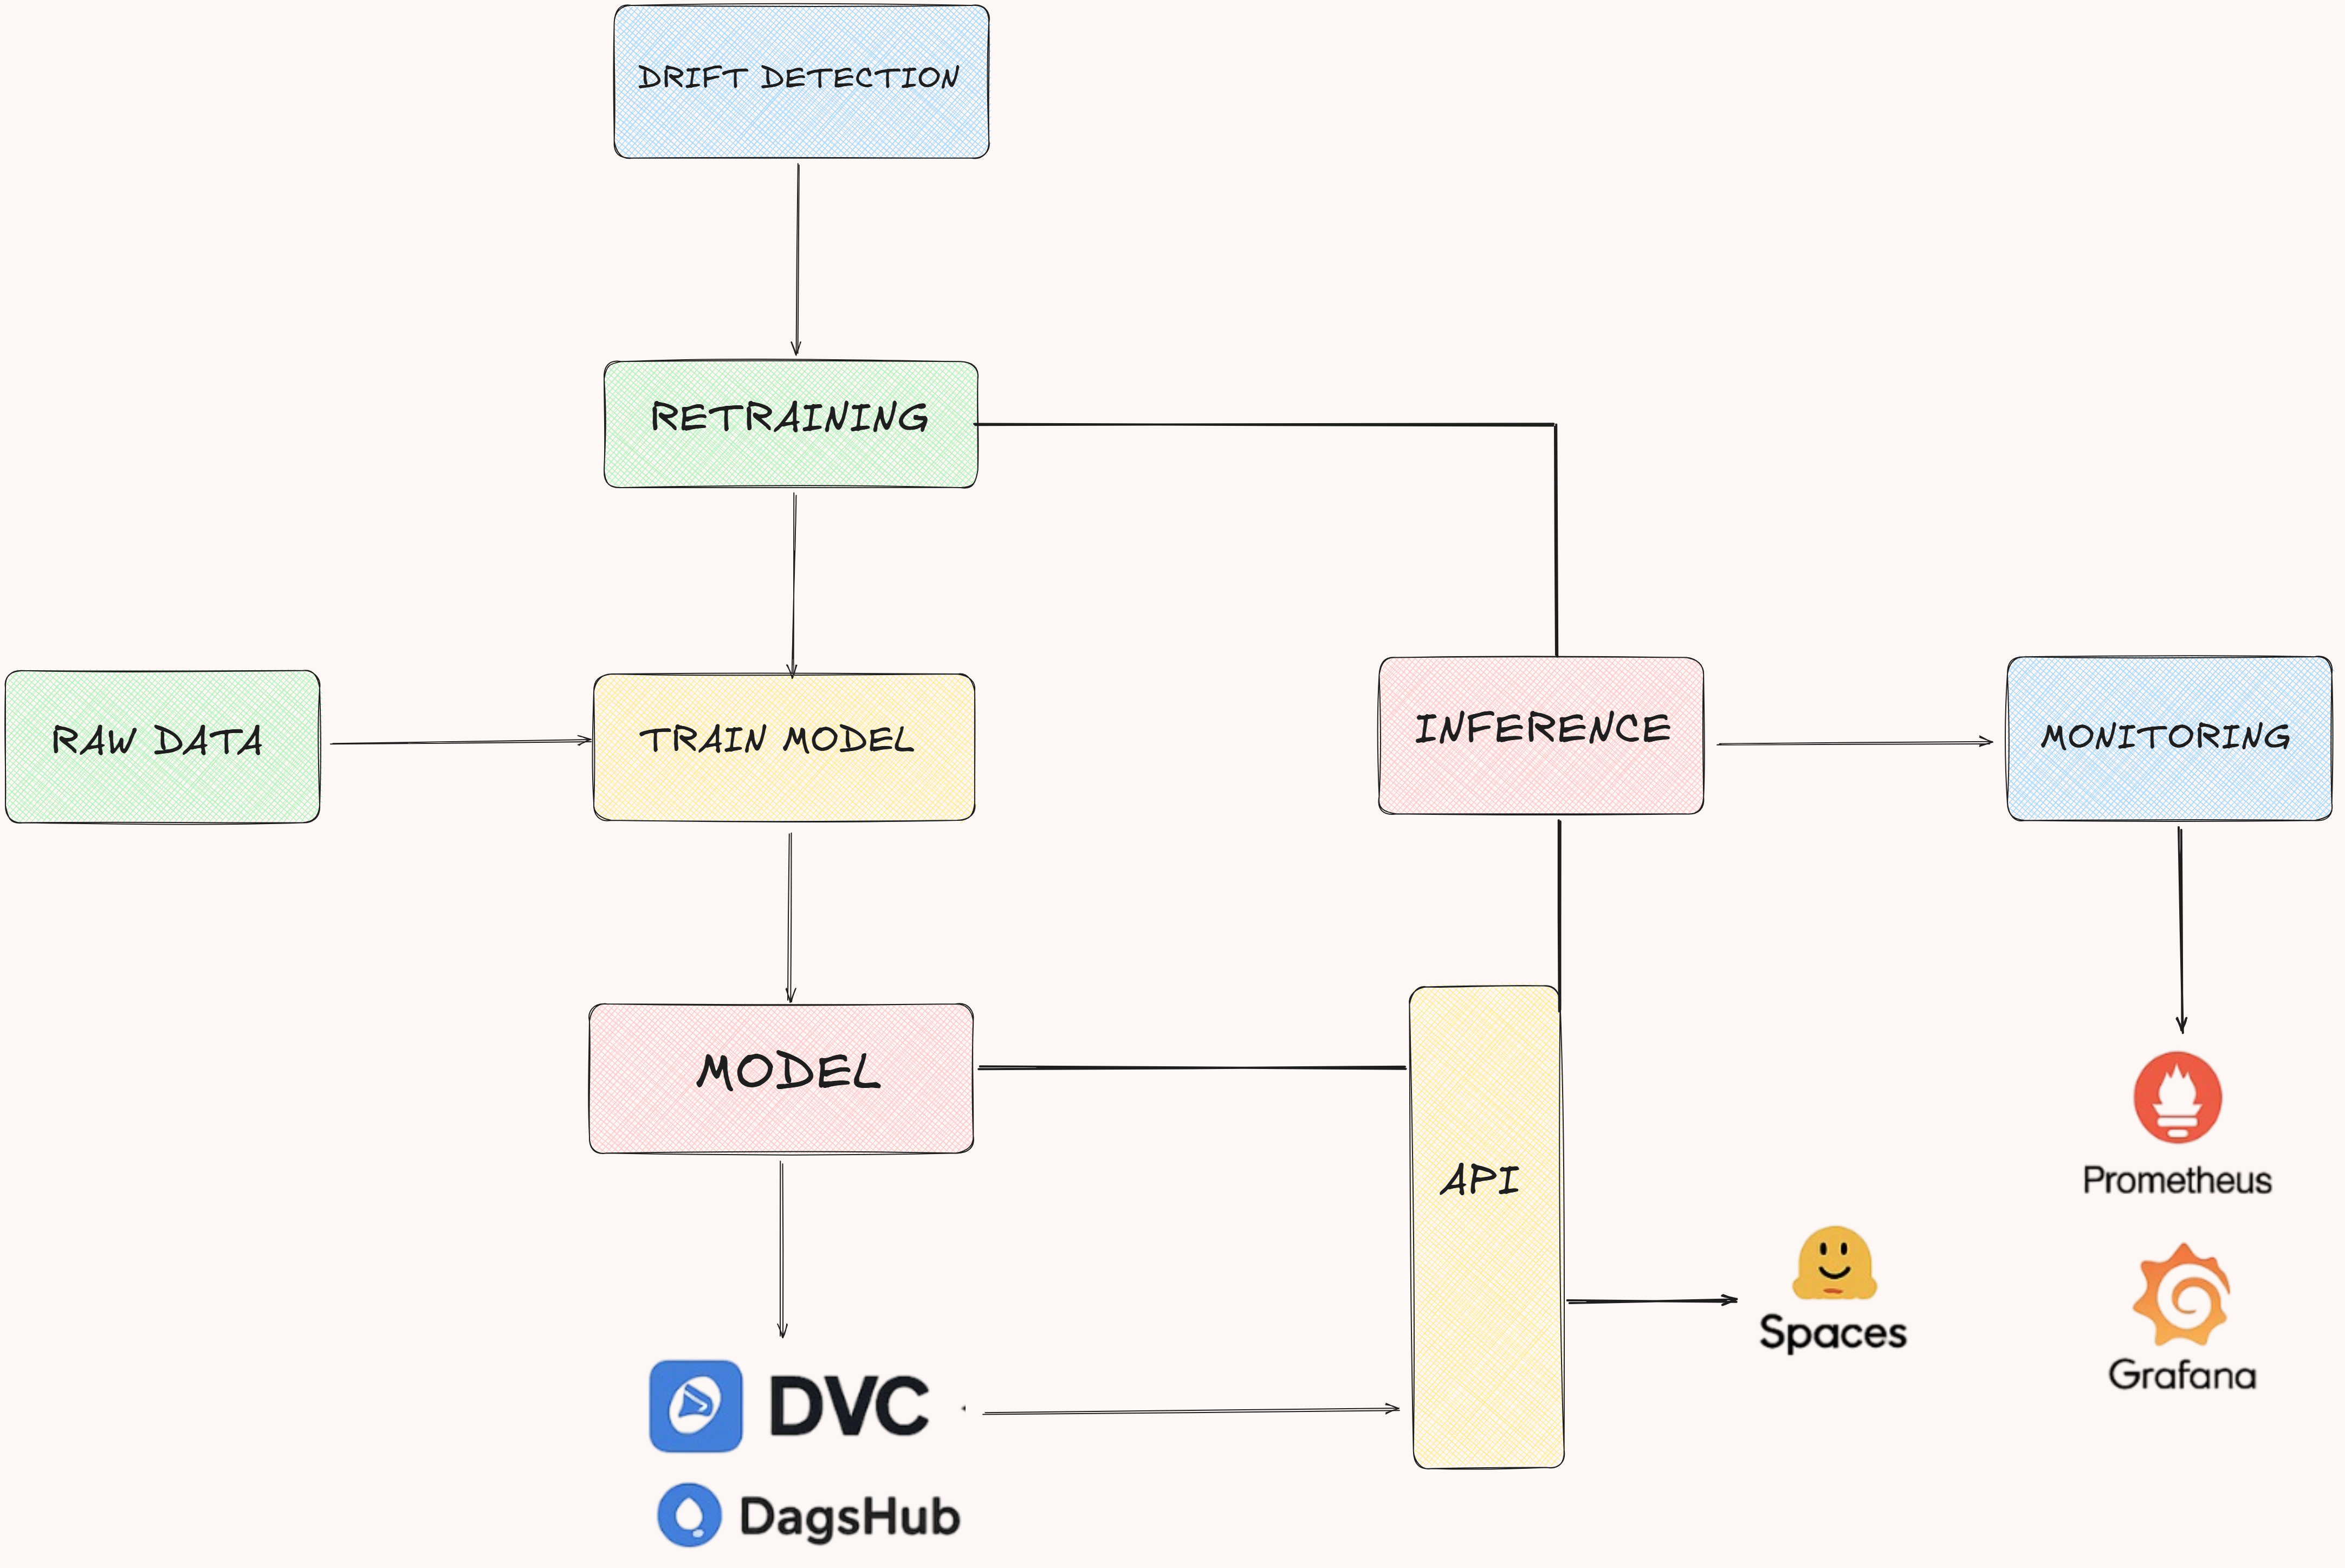 DRIFT DETECTION
RETRAINING
RAW DATA
TRAIN MODEL
INFERENCE
MONITORING
MODEL
API
Prometheus
Spaces
Grafana
DVC
DagsHub